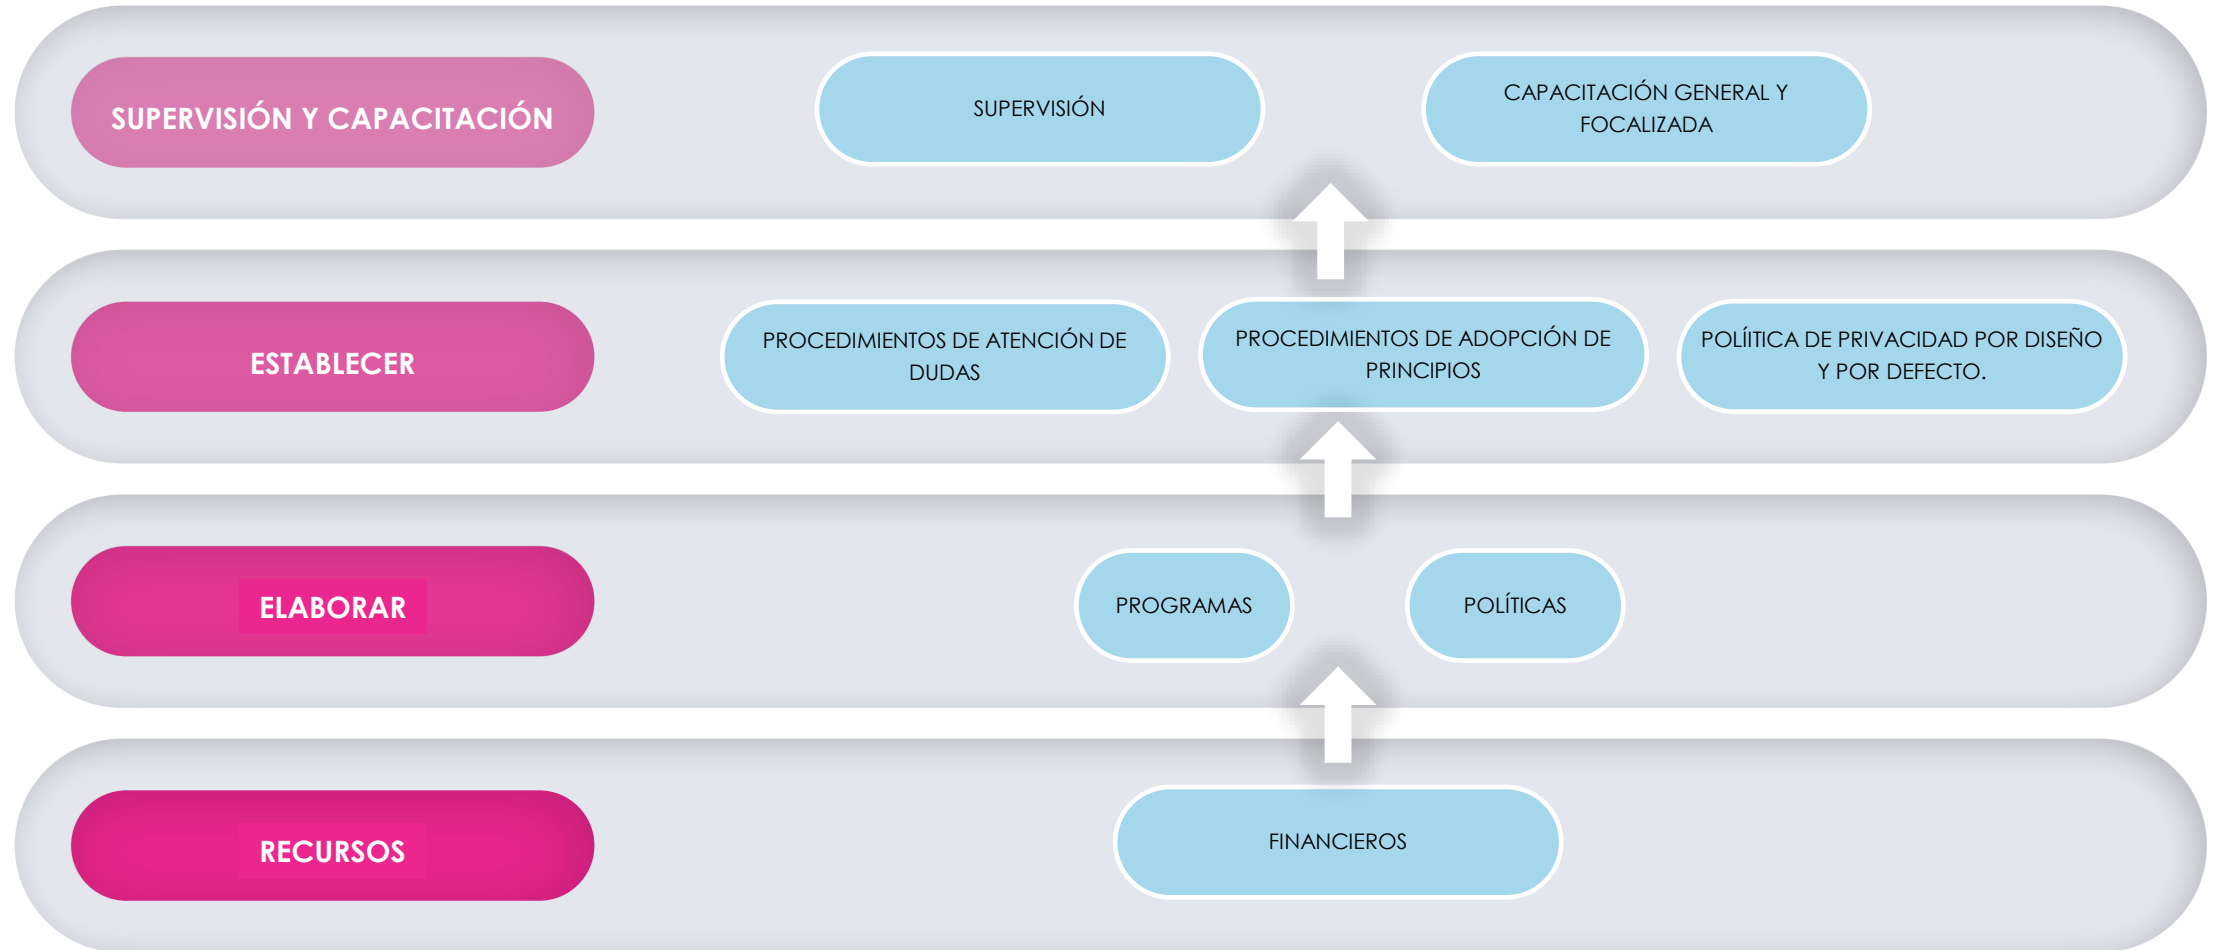 SUPERVISIÓN Y CAPACITACIÓN
SUPERVISIÓN
CAPACITACIÓN GENERAL Y
FOCALIZADA
ESTABLECER
PROCEDIMIENTOS DE ATENCIÓN DE
DUDAS
PROCEDIMIENTOS DE ADOPCIÓN DE
PRINCIPIOS
POLÍITICA DE PRIVACIDAD POR DISEÑO
Y POR DEFECTO.
ELABORAR
PROGRAMAS
POLÍTICAS
RECURSOS
FINANCIEROS